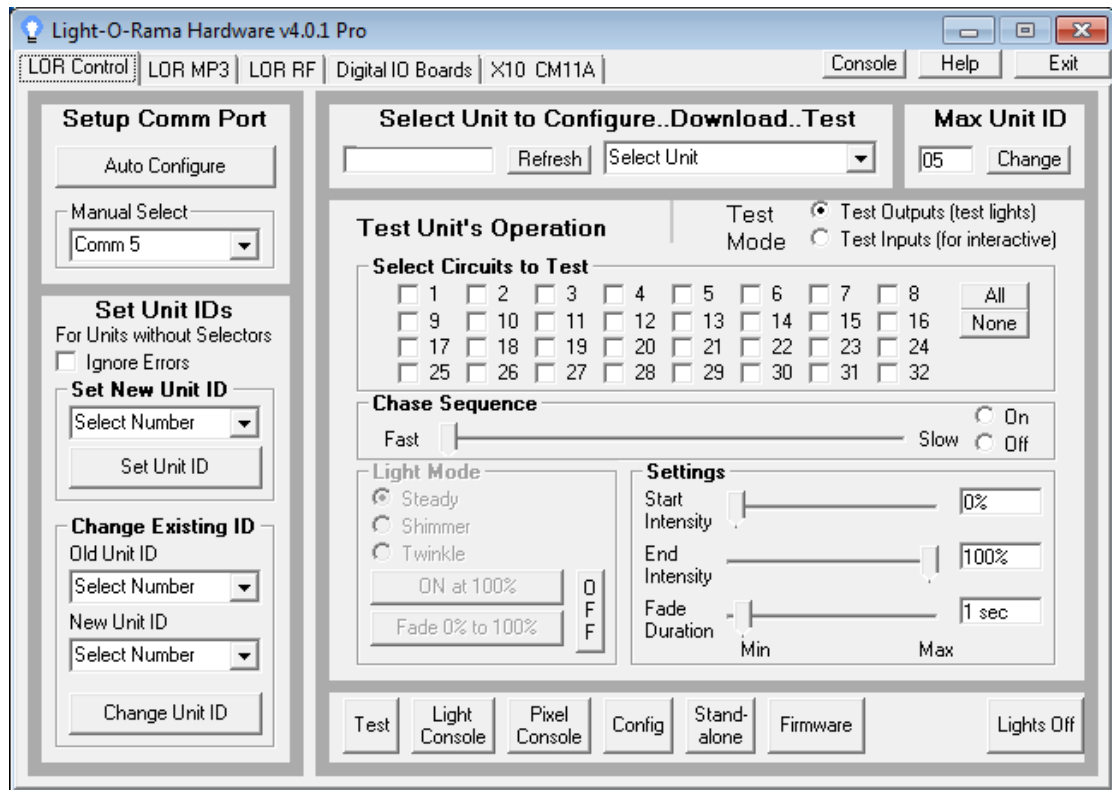 Light-O-Rama Hardware v4.0.1 Pro
LOR Control LOR MP3 LOR RF Digital IO Boards X10 CM11A Console Help Exit
Setup Comm Port
Auto Configure
Manual Select
Comm 5
Set Unit IDs
For Units without Selectors
Ignore Errors
Set New Unit ID
Select Number
Set Unit ID
Change Existing ID
Old Unit ID
Select Number
New Unit ID
Select Number
Change Unit ID
Select Unit to Configure..Download..Test
Refresh Select Unit
Max Unit ID
05 Change
Test Unit's Operation
Test Mode
Test Outputs (test lights)
Test Inputs (for interactive)
Select Circuits to Test
1 2 3 4 5 6 7 8 All
9 10 11 12 13 14 15 16 None
17 18 19 20 21 22 23 24
25 26 27 28 29 30 31 32
Chase Sequence
Fast Slow
On
Off
Light Mode
Steady
Shimmer
Twinkle
ON at 100%
Fade 0% to 100%
OFF
Settings
Start Intensity 0%
End Intensity 100%
Fade Duration 1 sec
Min Max
Test
Light Console
Pixel Console
Config
Stand-alone
Firmware
Lights Off